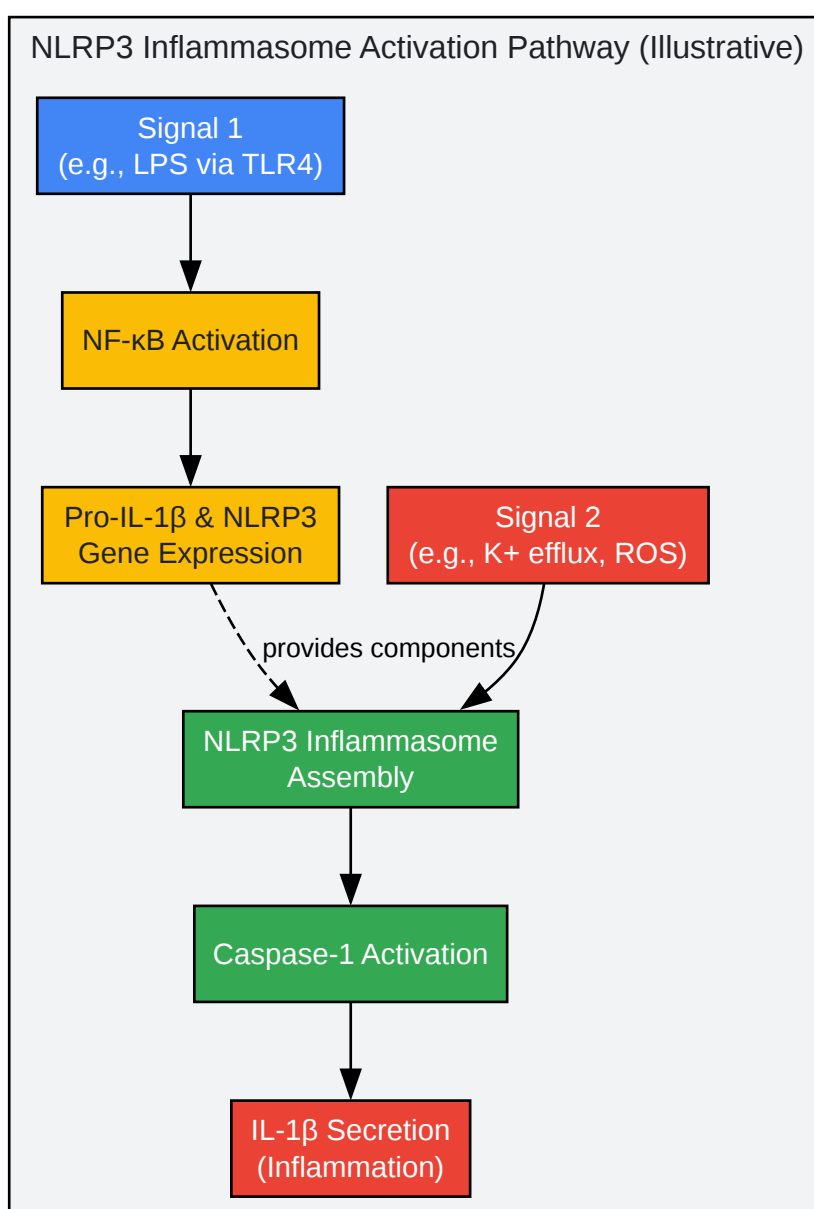 NLRP3 Inflammasome Activation Pathway (Illustrative)
Signal 1
(e.g., LPS via TLR4)
NF-κB Activation
Pro-IL-1β & NLRP3
Gene Expression
Signal 2
(e.g., K+ efflux, ROS)
provides components
NLRP3 Inflammasome
Assembly
Caspase-1 Activation
IL-1β Secretion
(Inflammation)